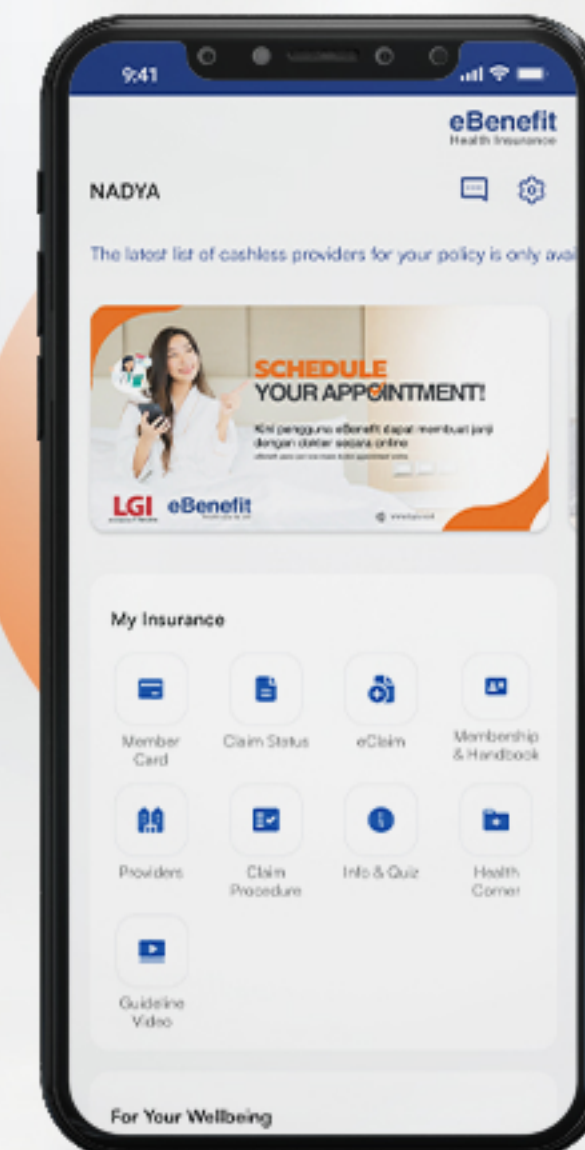 9:41
eBenefit
Health Insurance
NADYA
The latest list of cashless providers for your policy is only avai
SCHEDULE
YOUR APPOINTMENT!
Kini pengguna eBenefit dapat membuat janji
dengan dokter secara online
LGI eBenefit
My Insurance
Member Claim Status eClaim Membership
Card & Handbook
Providers Claim Info & Quiz Health
Procedure Corner
Guideline
Video
For Your Wellbeing